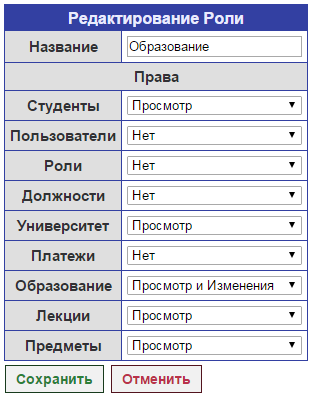 Редактирование Роли
Название Образование
Права
Студенты Просмотр
Пользователи Нет
Роли Нет
Должности Нет
Университет Просмотр
Платежи Нет
Образование Просмотр и Изменения
Лекции Просмотр
Предметы Просмотр
Сохранить Отменить